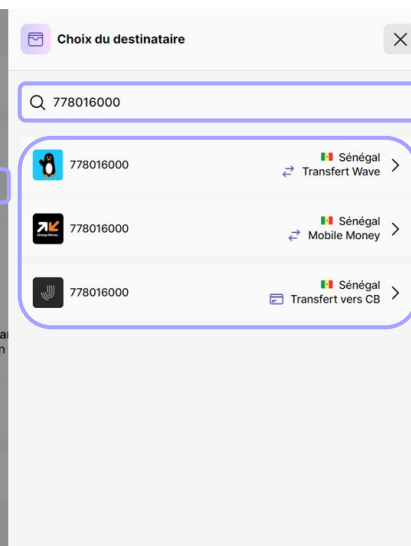 Choix du destinataire
778016000
778016000
Sénégal
Transfert Wave
778016000
Sénégal
Mobile Money
778016000
Sénégal
Transfert vers CB